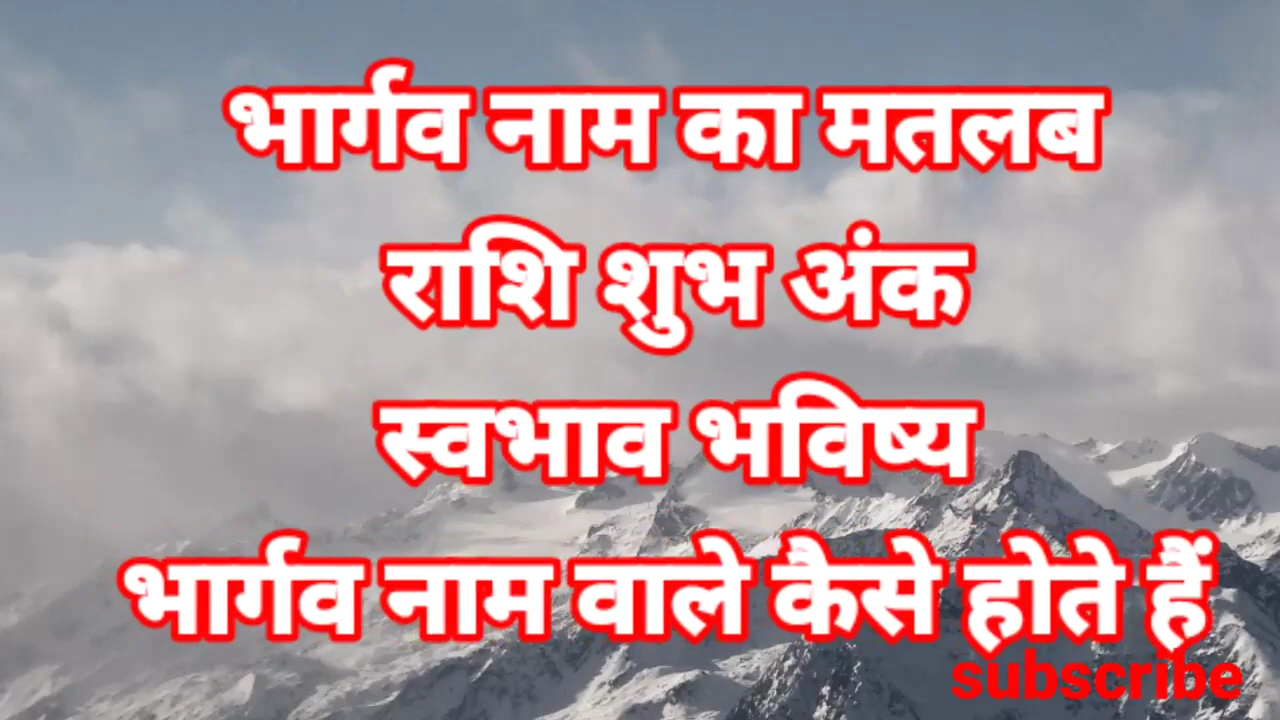 भार्गव नाम का मतलब
राशि शुभ अंक
स्वभाव भविष्य
भार्गव नाम वाले कैसे होते हैं
subscribe